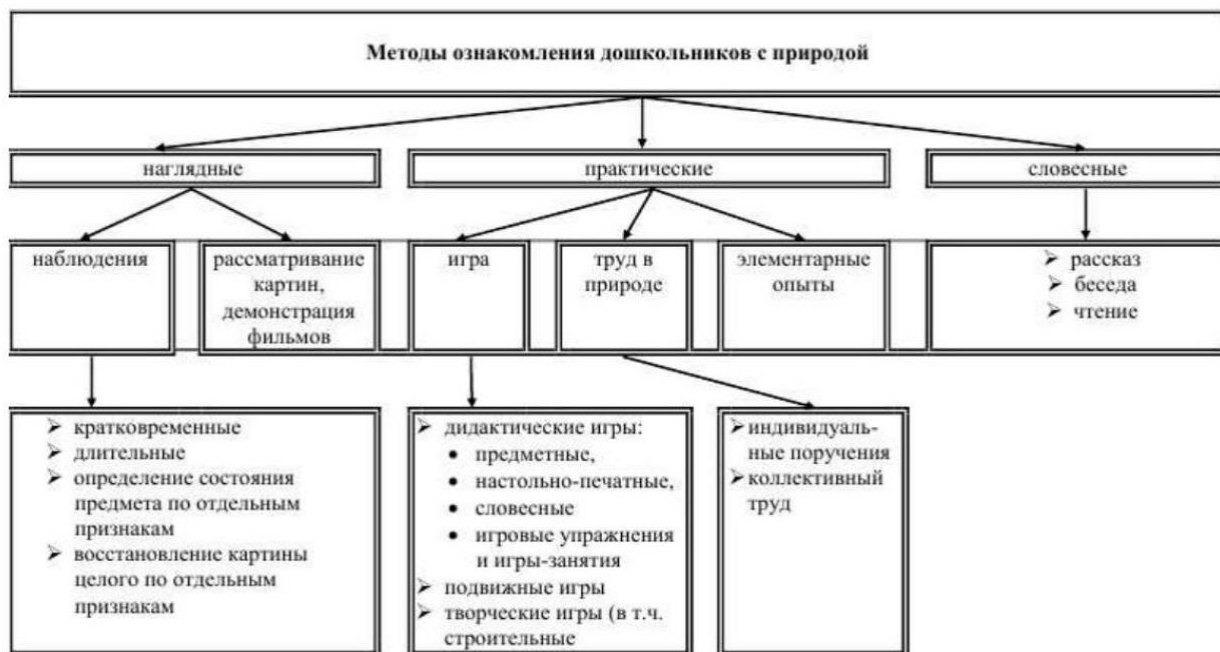 Методы ознакомления дошкольников с природой
наглядные
практические
словесные
наблюдения
рассматривание
картин,
демонстрация
фильмов
игра
труд в
природе
элементарные
опыты
➢ рассказ
➢ беседа
➢ чтение
➢ кратковременные
➢ длительные
➢ определение состояния
предмета по отдельным
признакам
➢ восстановление картины
целого по отдельным
признакам
➢ дидактические игры:
• предметные,
• настольно-печатные,
• словесные
• игровые упражнения
и игры-занятия
➢ подвижные игры
➢ творческие игры (в т.ч.
строительные
➢ индивидуаль-
ные поручения
➢ коллективный
труд